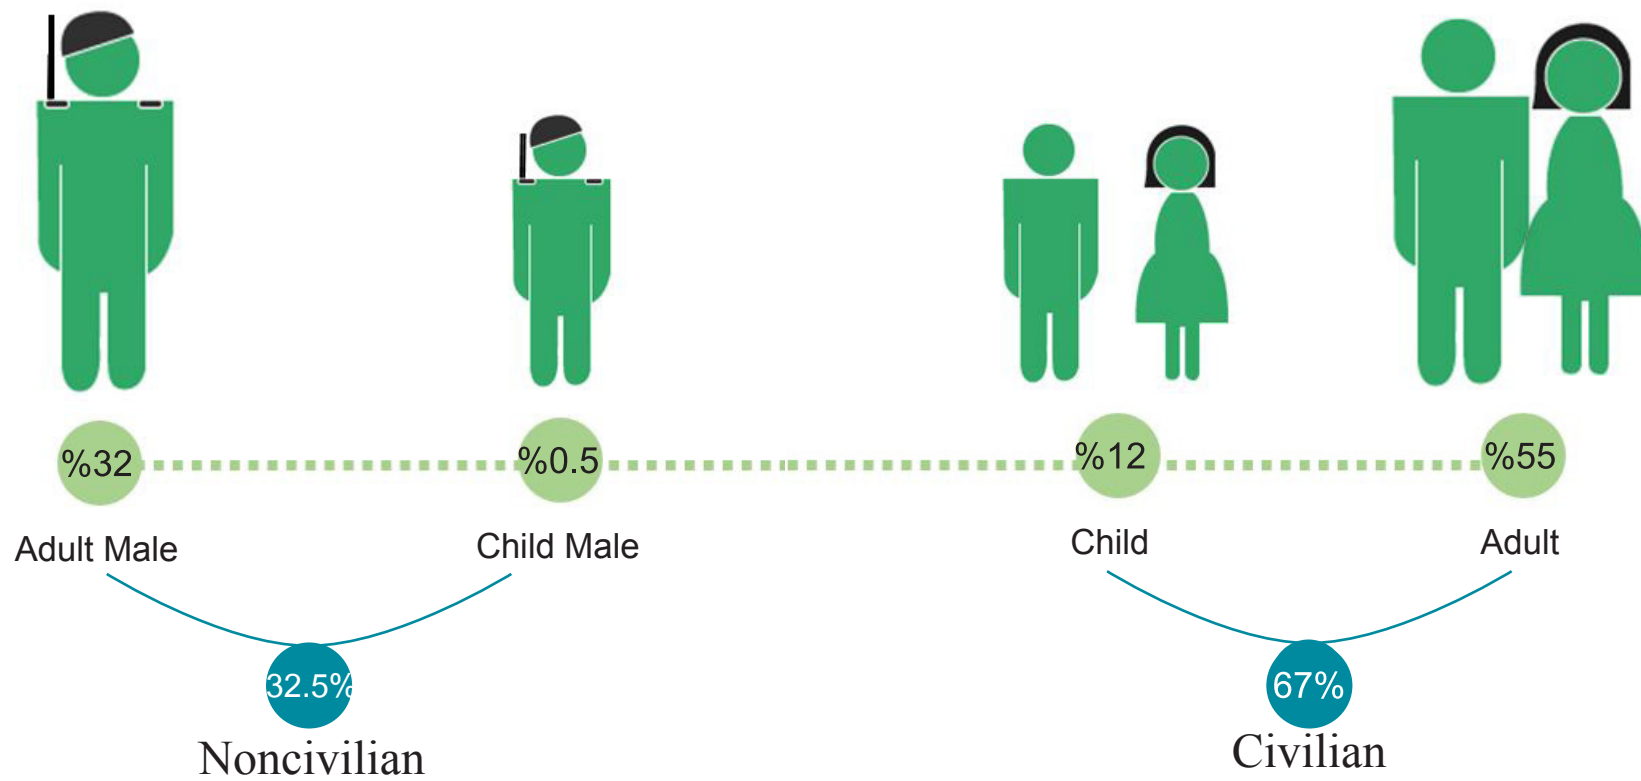 %32
%0.5
%12
%55
Adult Male
Child Male
Child
Adult
32.5%
67%
Noncivilian
Civilian